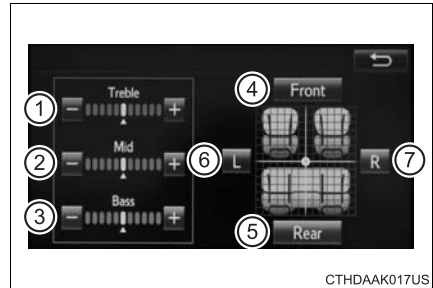 Treble
1
− +
Mid
2
− +
Bass
3
− +
4
Front
6
L
R
7
5
Rear
CTHDAAK017US